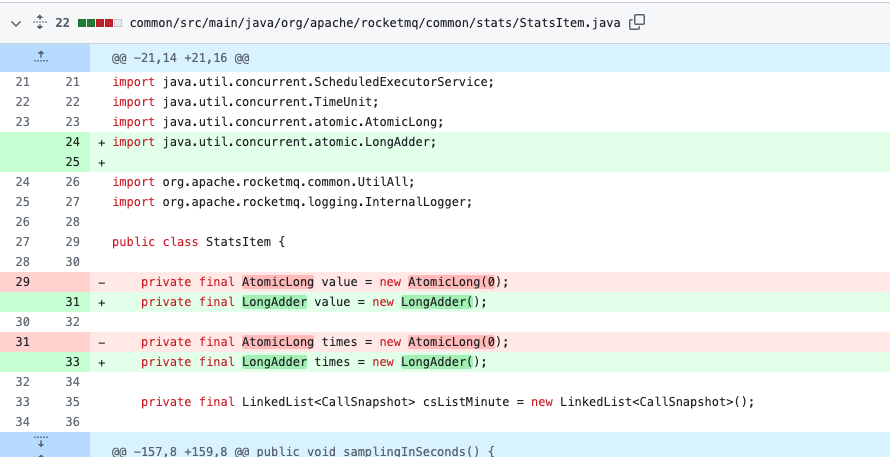 22 common/src/main/java/org/apache/rocketmq/common/stats/StatsItem.java
@@ -21,14 +21,16 @@
21 21 import java.util.concurrent.ScheduledExecutorService;
22 22 import java.util.concurrent.TimeUnit;
23 23 import java.util.concurrent.atomic.AtomicLong;
24 + import java.util.concurrent.atomic.LongAdder;
25 +
24 26 import org.apache.rocketmq.common.UtilAll;
25 27 import org.apache.rocketmq.logging.InternalLogger;
26 28
27 29 public class StatsItem {
28 30
29 - private final AtomicLong value = new AtomicLong(0);
31 + private final LongAdder value = new LongAdder();
30 32
31 - private final AtomicLong times = new AtomicLong(0);
33 + private final LongAdder times = new LongAdder();
32 34
33 35 private final LinkedList<CallSnapshot> csListMinute = new LinkedList<CallSnapshot>();
34 36
@@ -157,8 +159,8 @@ public void samplingInSeconds() {